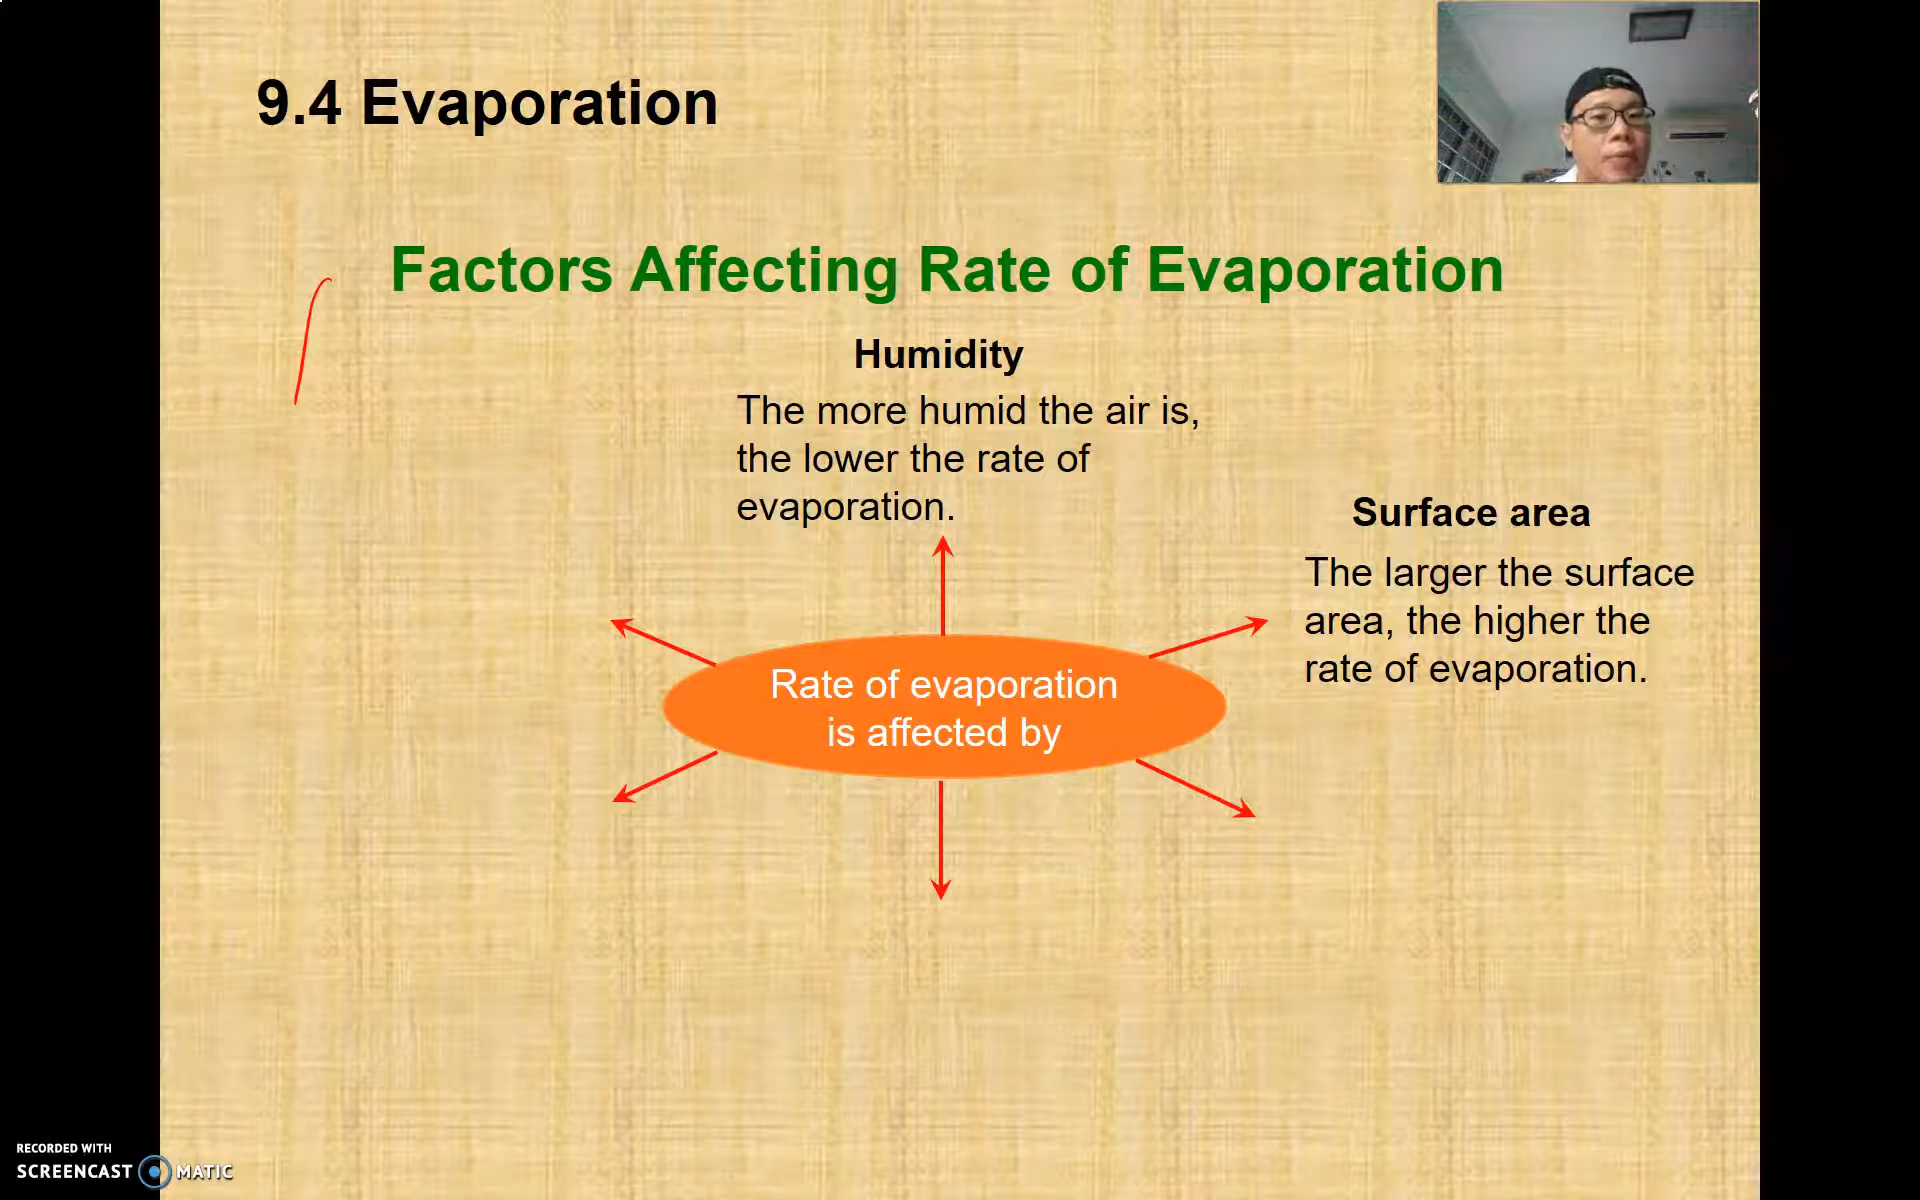 9.4 Evaporation
Factors Affecting Rate of Evaporation
Humidity
The more humid the air is,
the lower the rate of
evaporation.
Surface area
The larger the surface
area, the higher the
rate of evaporation.
Rate of evaporation
is affected by
RECORDED WITH
SCREENCAST MATIC